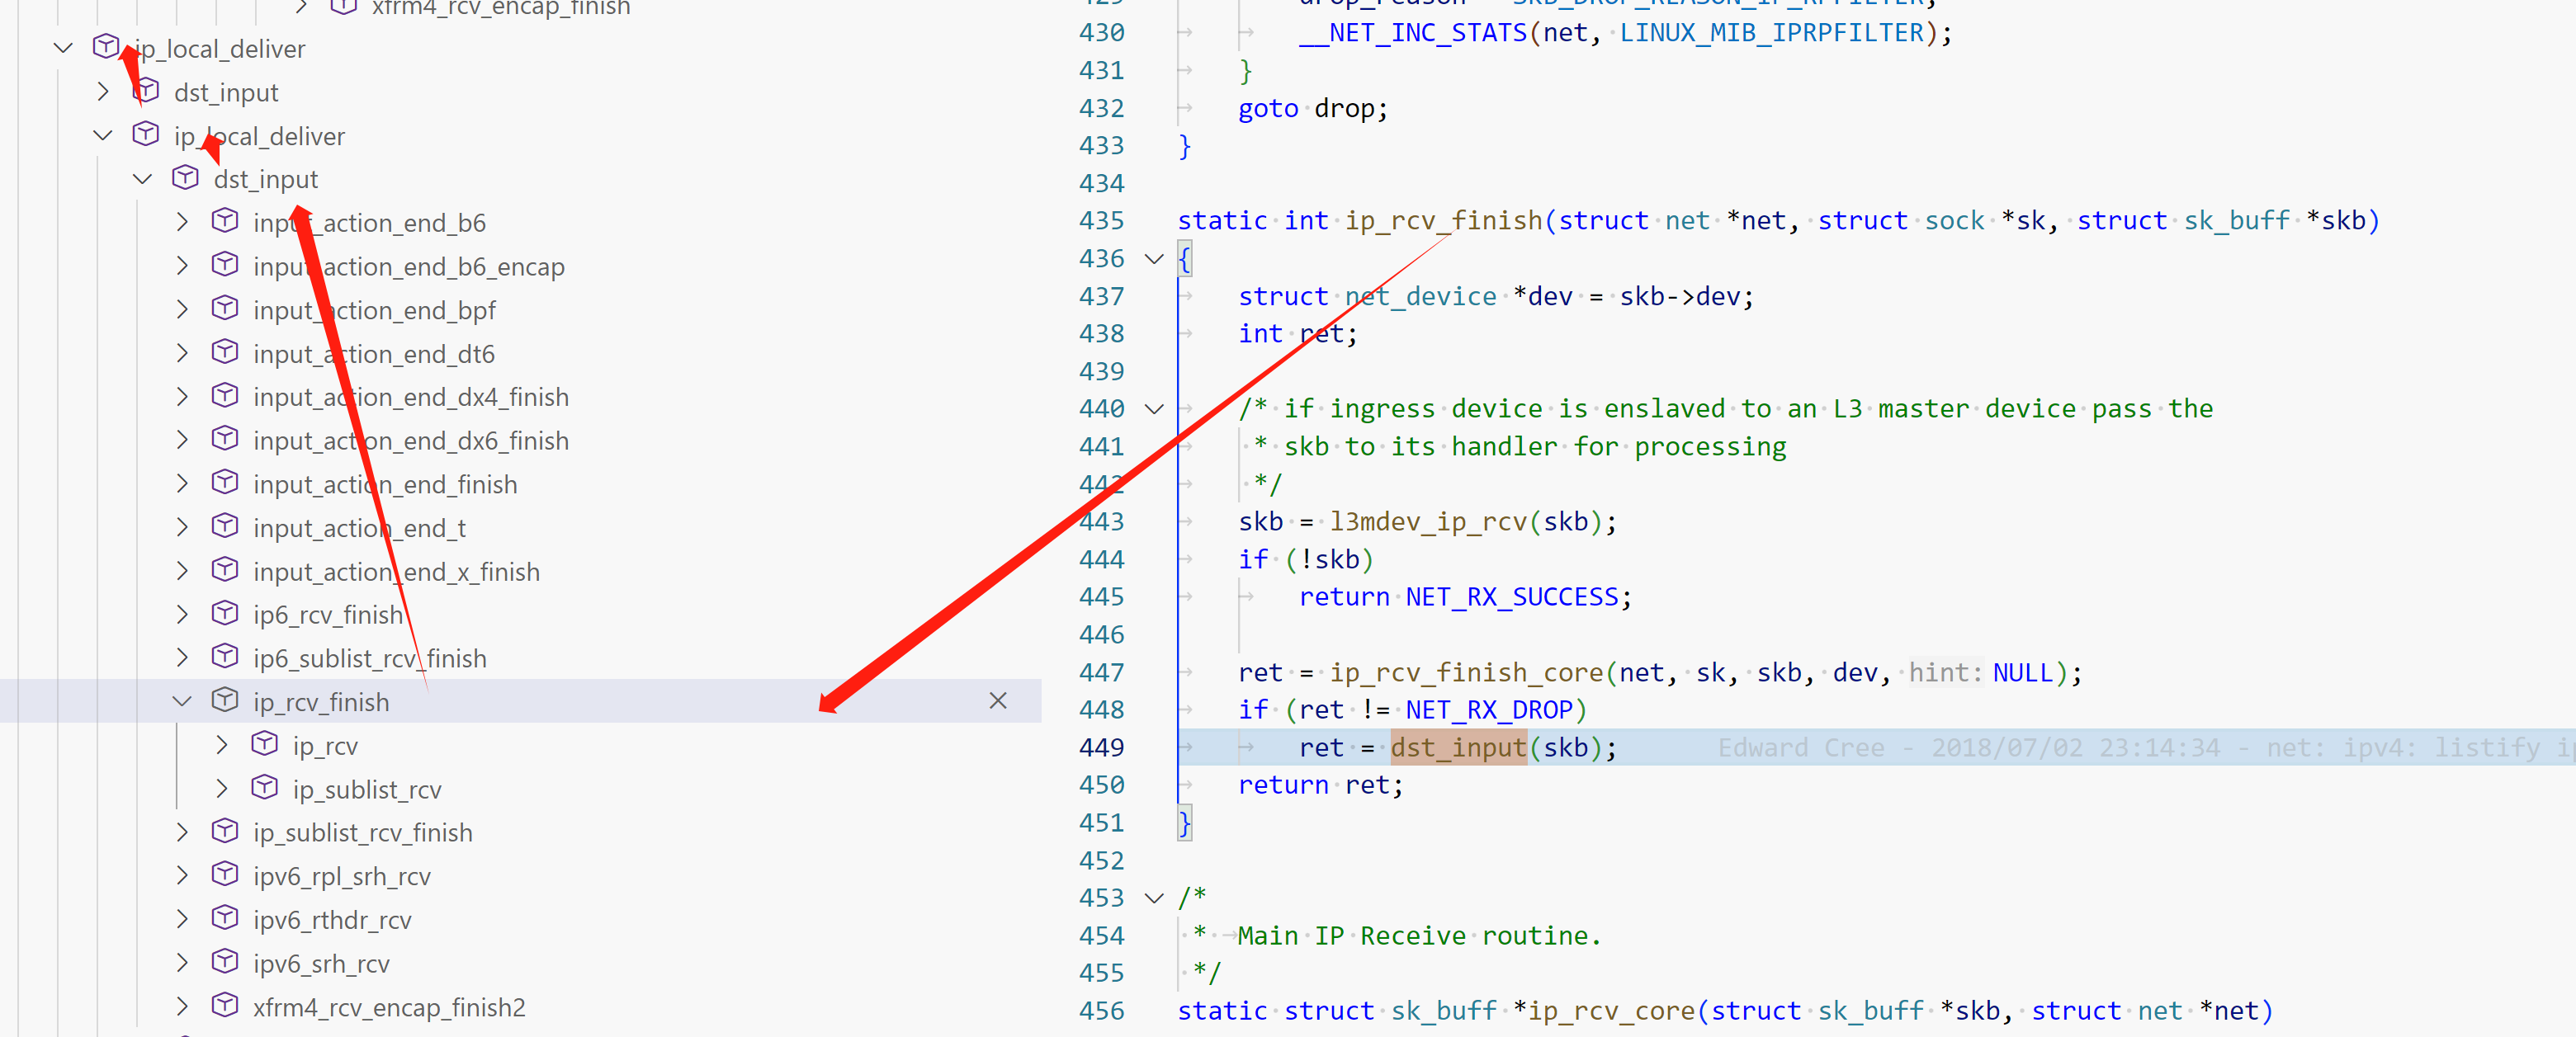 xfrm4_rcv_encap_finish
ip_local_deliver
dst_input
ip_local_deliver
dst_input
input_action_end_b6
input_action_end_b6_encap
input_action_end_bpf
input_action_end_dt6
input_action_end_dx4_finish
input_action_end_dx6_finish
input_action_end_finish
input_action_end_t
input_action_end_x_finish
ip6_rcv_finish
ip6_sublist_rcv_finish
ip_rcv_finish
ip_rcv
ip_sublist_rcv
ip_sublist_rcv_finish
ipv6_rpl_srh_rcv
ipv6_rthdr_rcv
ipv6_srh_rcv
xfrm4_rcv_encap_finish2
429 drop_reason = SKB_DROP_REASON_IP_RPFILTER;
430 __NET_INC_STATS(net, LINUX_MIB_IPRPFILTER);
431 }
432 goto drop;
433 }
434
435 static int ip_rcv_finish(struct net *net, struct sock *sk, struct sk_buff *skb)
436 {
437 struct net_device *dev = skb->dev;
438 int ret;
439
440 /* if ingress device is enslaved to an L3 master device pass the
441 * skb to its handler for processing
442 */
443 skb = l3mdev_ip_rcv(skb);
444 if (!skb)
445 return NET_RX_SUCCESS;
446
447 ret = ip_rcv_finish_core(net, sk, skb, dev, hint: NULL);
448 if (ret != NET_RX_DROP)
449 ret = dst_input(skb); Edward Cree - 2018/07/02 23:14:34 - net: ipv4: listify ip
450 return ret;
451 }
452
453 /*
454 * Main IP Receive routine.
455 */
456 static struct sk_buff *ip_rcv_core(struct sk_buff *skb, struct net *net)